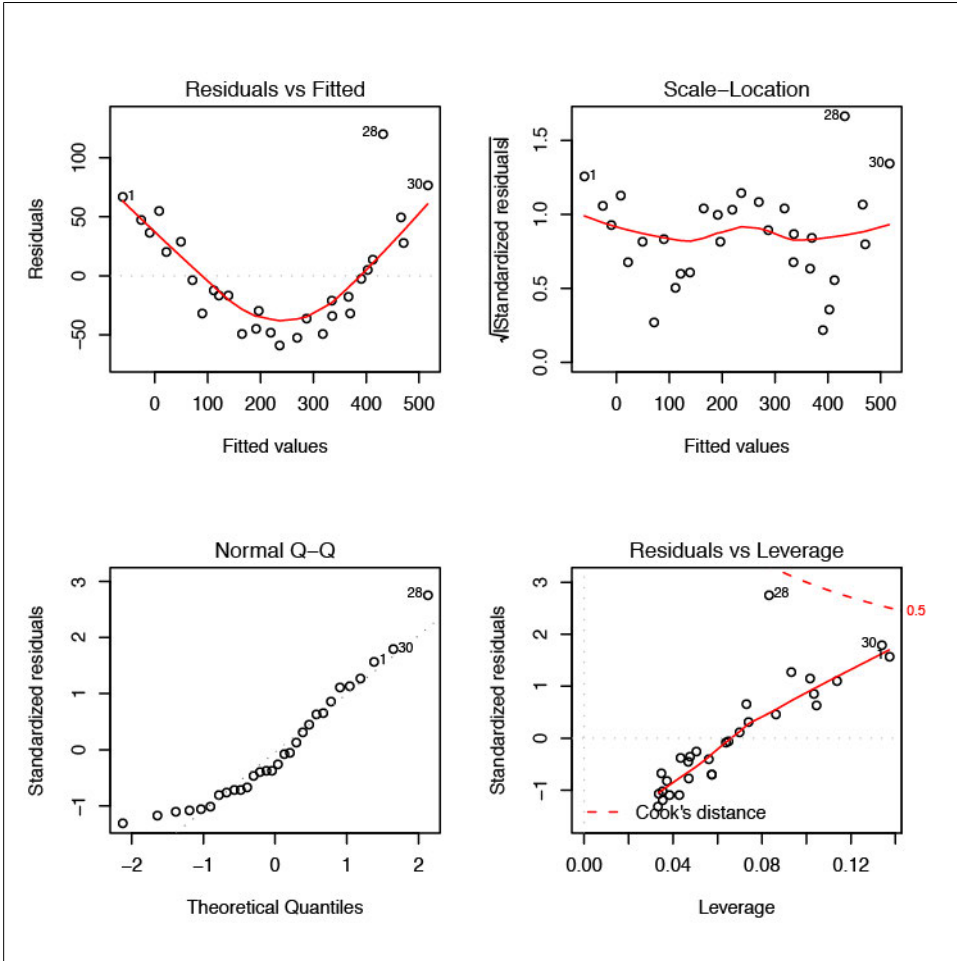 Residuals vs Fitted
Residuals
100
50
0
−50
28
1
30
0 100 200 300 400 500
Fitted values
Scale−Location
√|Standardized residuals|
1.5
1.0
0.5
0.0
28
1
30
0 100 200 300 400 500
Fitted values
Normal Q−Q
Standardized residuals
3
2
1
0
−1
28
30
1
−2 −1 0 1 2
Theoretical Quantiles
Residuals vs Leverage
Standardized residuals
3
2
1
0
−1
28
0.5
30
1
Cook's distance
0.00 0.04 0.08 0.12
Leverage